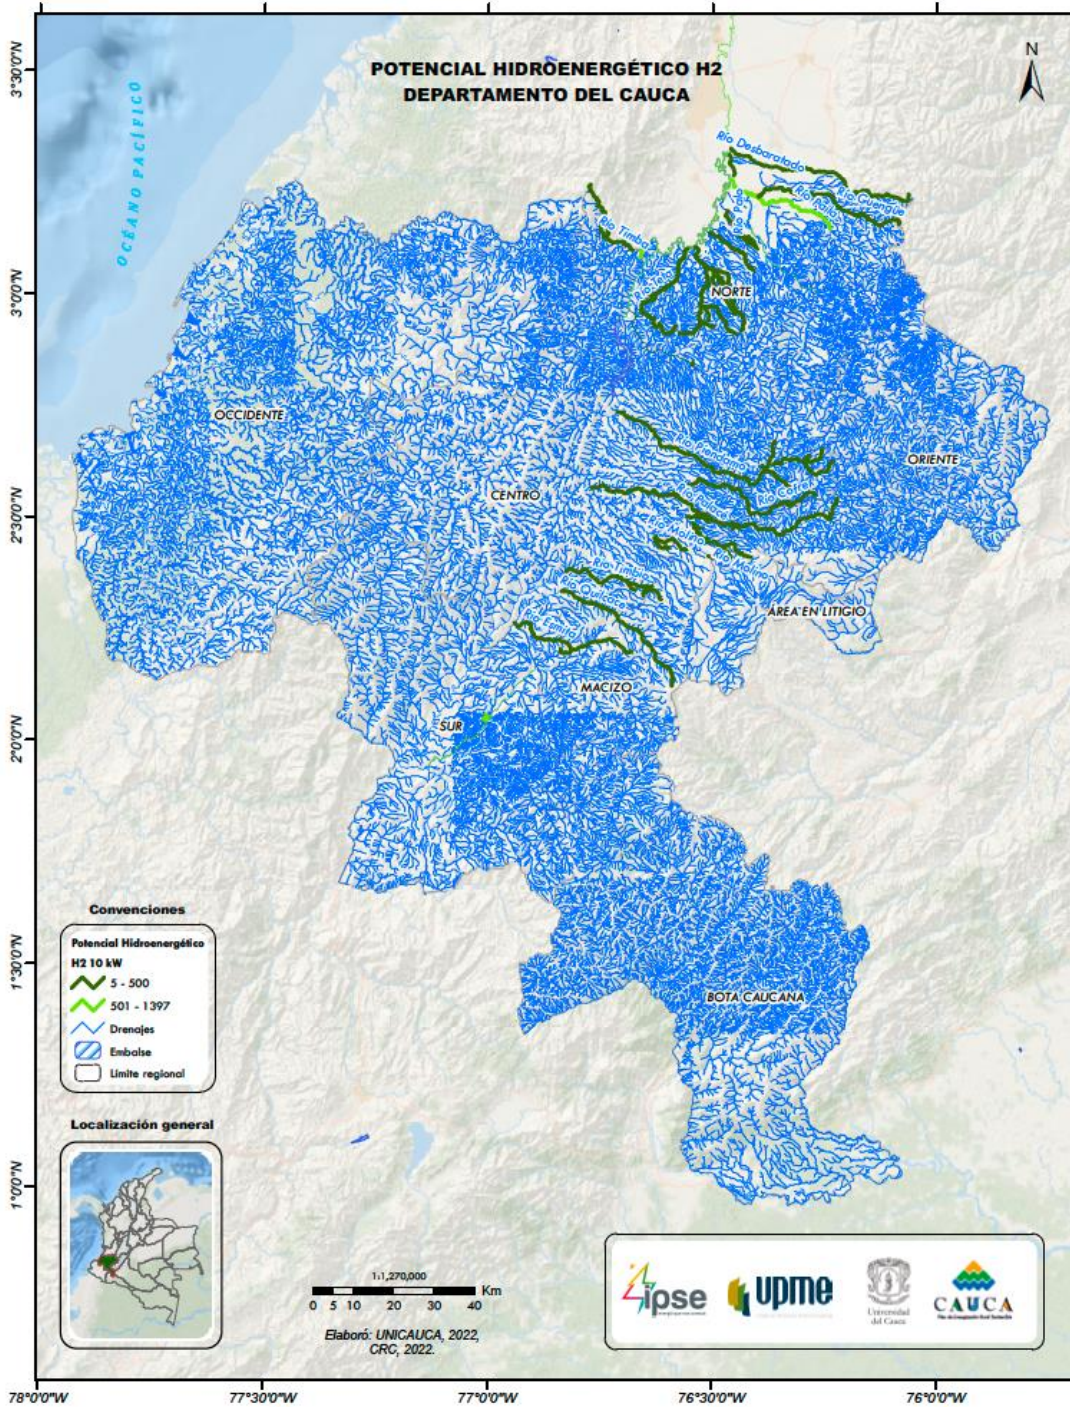 POTENCIAL HIDROENERGÉTICO H2
DEPARTAMENTO DEL CAUCA
N
3°30'0"N
3°0'0"N
2°30'0"N
2°0'0"N
1°30'0"N
1°0'0"N
OCÉANO PACÍFICO
Río Desbaratado
Río Guengue
Río Timba
NORTE
OCCIDENTE
ORIENTE
CENTRO
ÁREA EN LITIGIO
MACIZO
SUR
BOTA CAUCANA
Convenciones
Potencial Hidroenergético
H2 10 kW
5 - 500
501 - 1397
Drenajes
Embalse
Límite regional
Localización general
1:1,270,000
0 5 10 20 30 40 Km
Elaboró: UNICAUCA, 2022,
CRC, 2022.
ipse
upme
Universidad
del Cauca
CAUCA
78°0'0"W 77°30'0"W 77°0'0"W 76°30'0"W 76°0'0"W